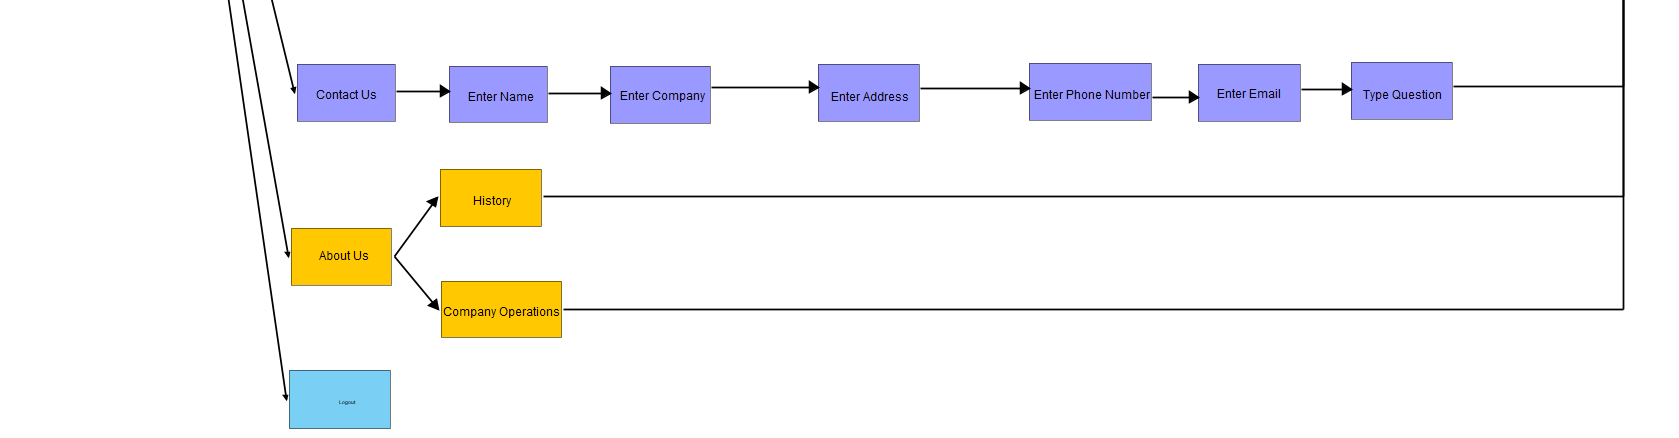 Contact Us
Enter Name
Enter Company
Enter Address
Enter Phone Number
Enter Email
Type Question
History
About Us
Company Operations
Logout